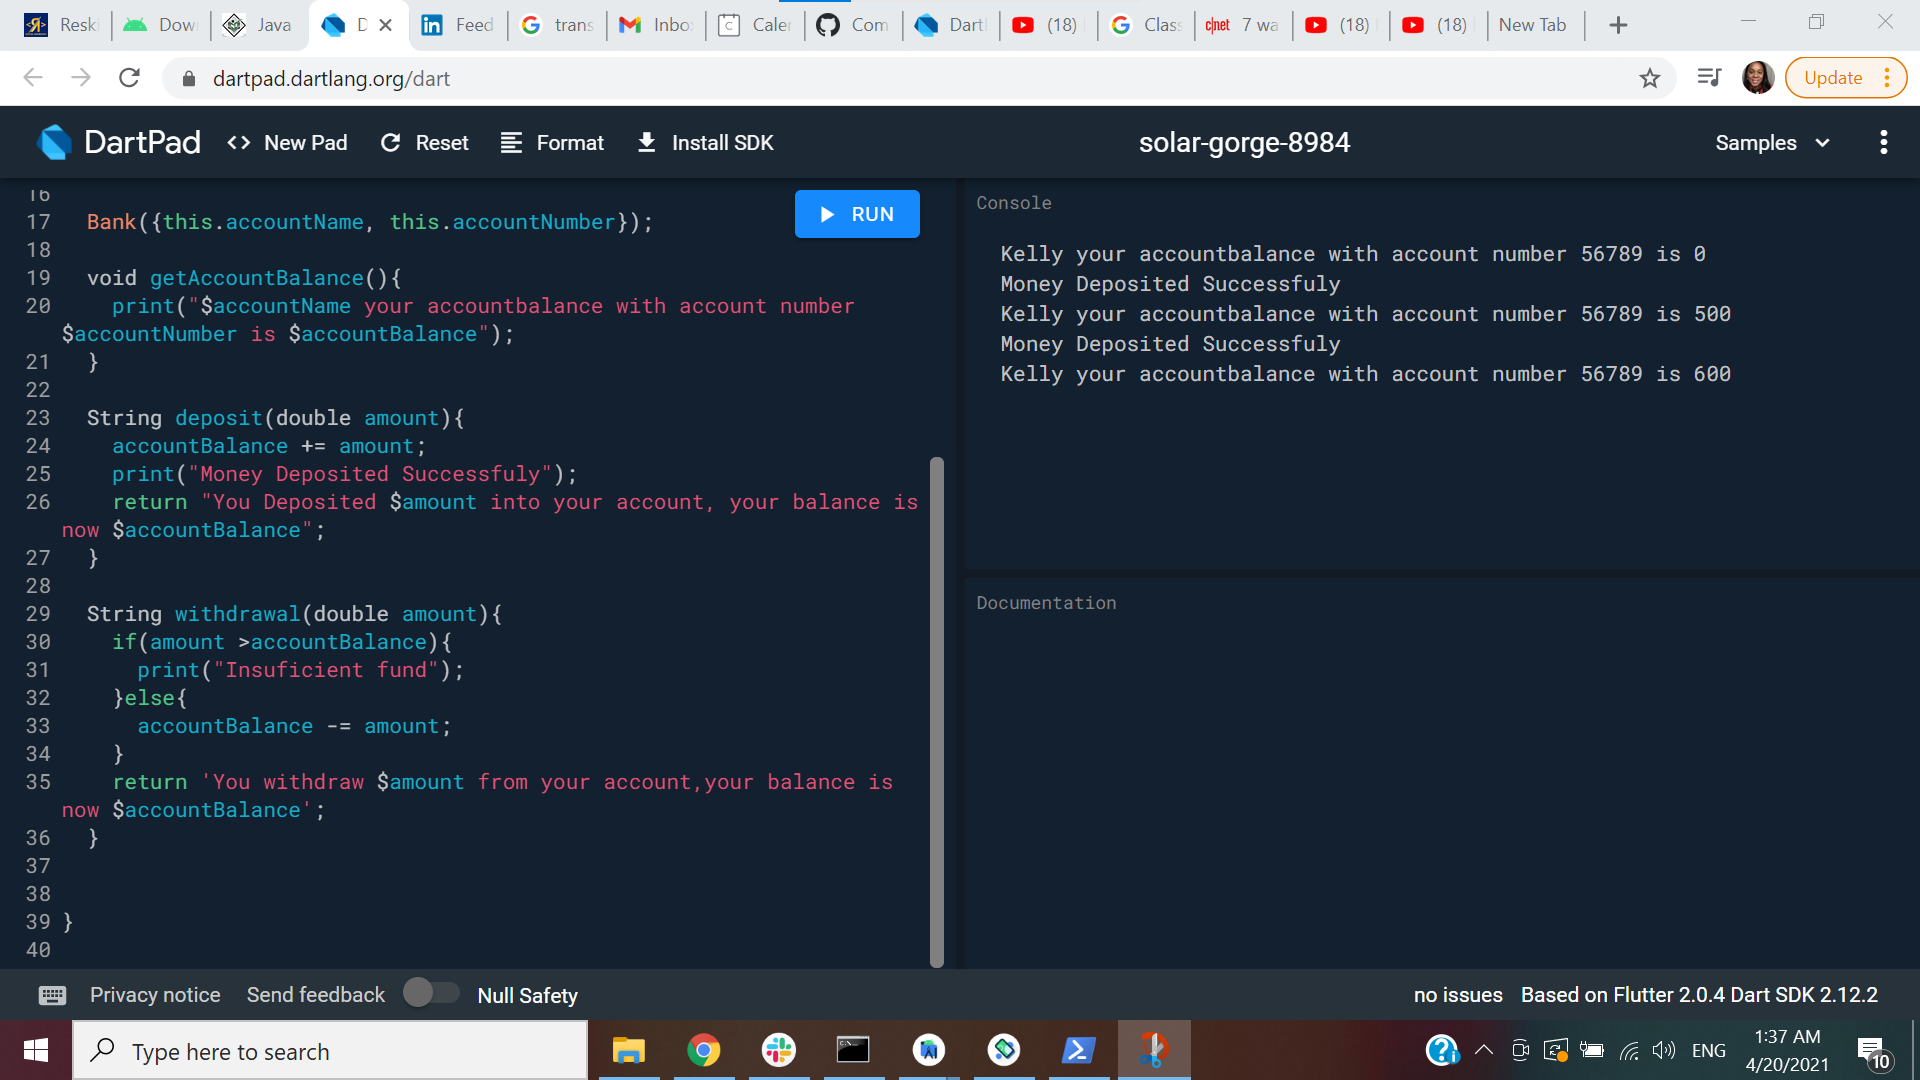 Reski
Dow
Java
D
Feed
trans
Inbo
Caler
Com
Dartl
(18)
Class
c|net 7 wa
(18)
(18)
New Tab
dartpad.dartlang.org/dart
Update
DartPad
<> New Pad
Reset
Format
Install SDK
solar-gorge-8984
Samples
16
17 Bank({this.accountName, this.accountNumber});
RUN
18
19 void getAccountBalance(){
20 print("$accountName your accountbalance with account number
$accountNumber is $accountBalance");
21 }
22
23 String deposit(double amount){
24 accountBalance += amount;
25 print("Money Deposited Successfuly");
26 return "You Deposited $amount into your account, your balance is
now $accountBalance";
27 }
28
29 String withdrawal(double amount){
30 if(amount >accountBalance){
31 print("Insuficient fund");
32 }else{
33 accountBalance -= amount;
34 }
35 return 'You withdraw $amount from your account,your balance is
now $accountBalance';
36 }
37
38
39 }
40
Console
Kelly your accountbalance with account number 56789 is 0
Money Deposited Successfuly
Kelly your accountbalance with account number 56789 is 500
Money Deposited Successfuly
Kelly your accountbalance with account number 56789 is 600
Documentation
Privacy notice
Send feedback
Null Safety
no issues
Based on Flutter 2.0.4 Dart SDK 2.12.2
Type here to search
ENG
1:37 AM
4/20/2021
10